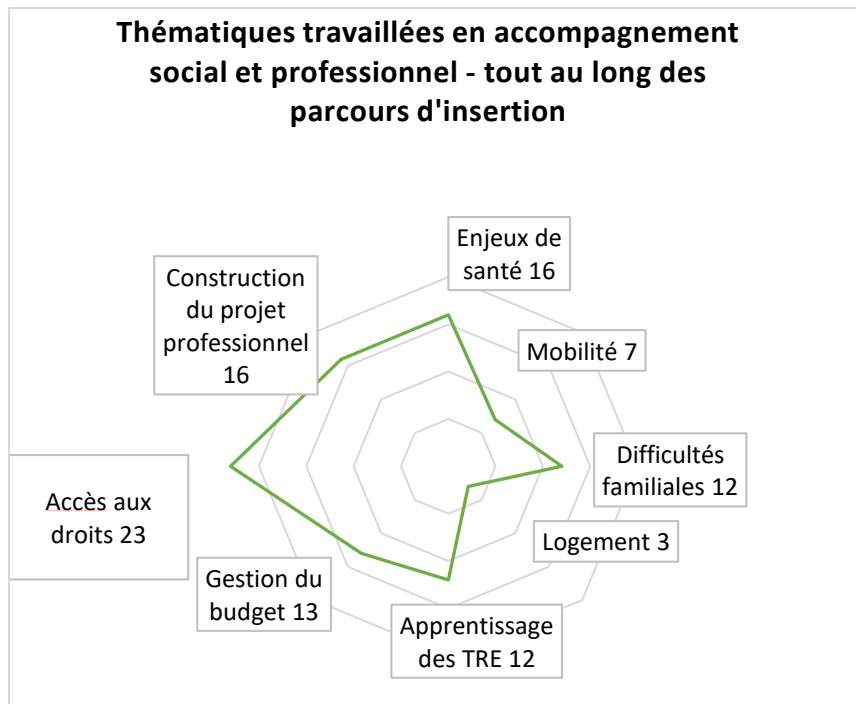 Thématiques travaillées en accompagnement
social et professionnel - tout au long des
parcours d'insertion
Enjeux de
santé 16
Mobilité 7
Difficultés
familiales 12
Logement 3
Apprentissage
des TRE 12
Gestion du
budget 13
Accès aux
droits 23
Construction
du projet
professionnel
16